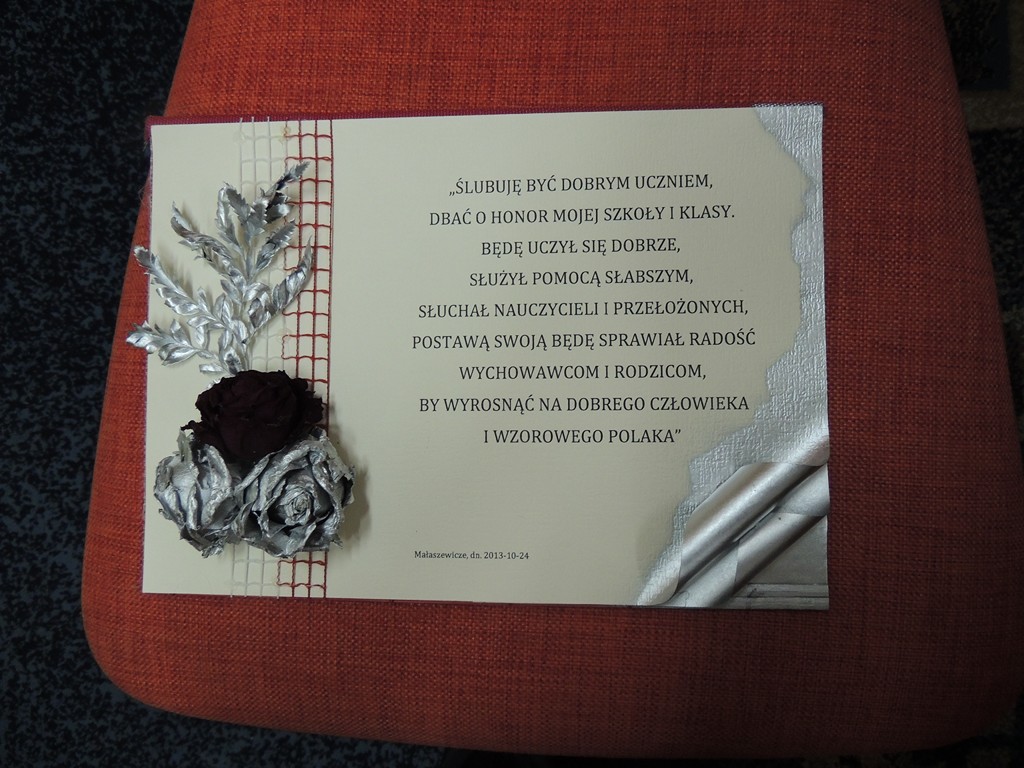 „ŚLUBUJĘ BYĆ DOBRYM UCZNIEM,
DBAĆ O HONOR MOJEJ SZKOŁY I KLASY.
BĘDĘ UCZYŁ SIĘ DOBRZE,
SŁUŻYŁ POMOCĄ SŁABSZYM,
SŁUCHAŁ NAUCZYCIELI I PRZEŁOŻONYCH,
POSTAWĄ SWOJĄ BĘDĘ SPRAWIAŁ RADOŚĆ
WYCHOWAWCOM I RODZICOM,
BY WYROSNĄĆ NA DOBREGO CZŁOWIEKA
I WZOROWEGO POLAKA”
Małaszewicze, dn. 2013-10-24